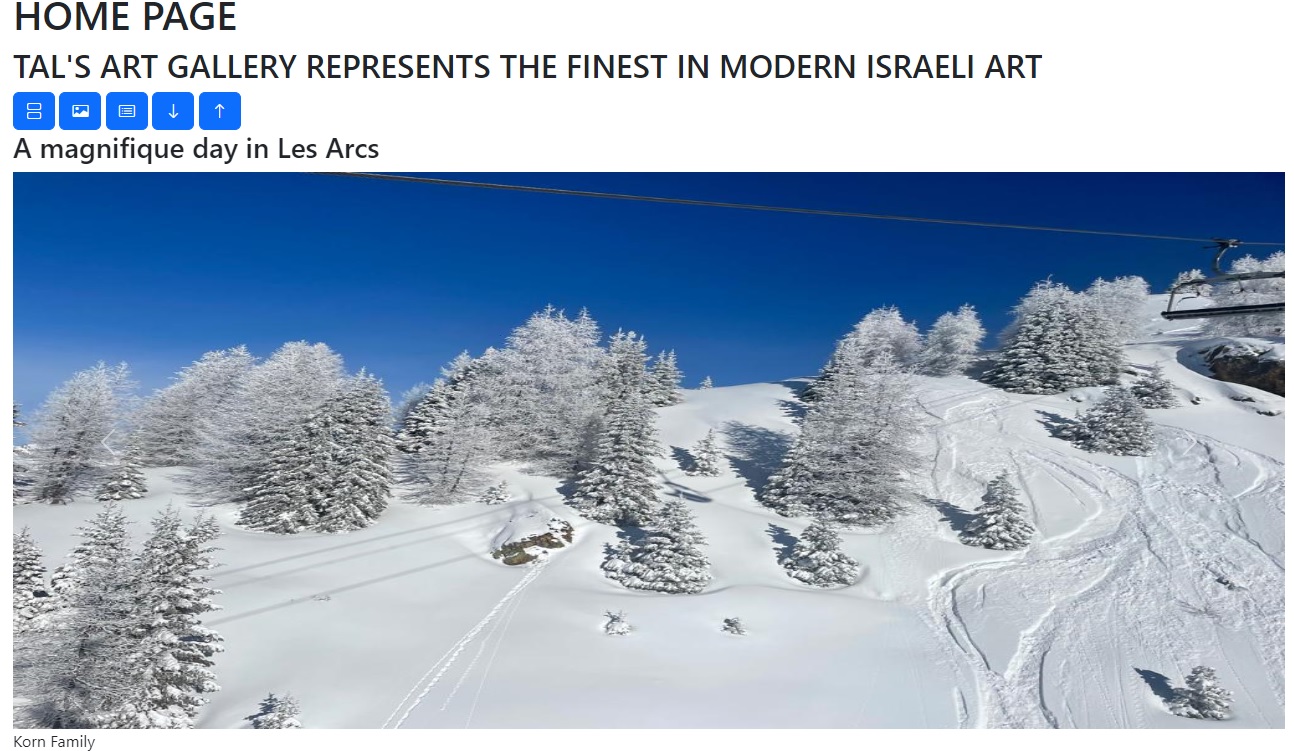 HOME PAGE
TAL'S ART GALLERY REPRESENTS THE FINEST IN MODERN ISRAELI ART
A magnifique day in Les Arcs
Korn Family